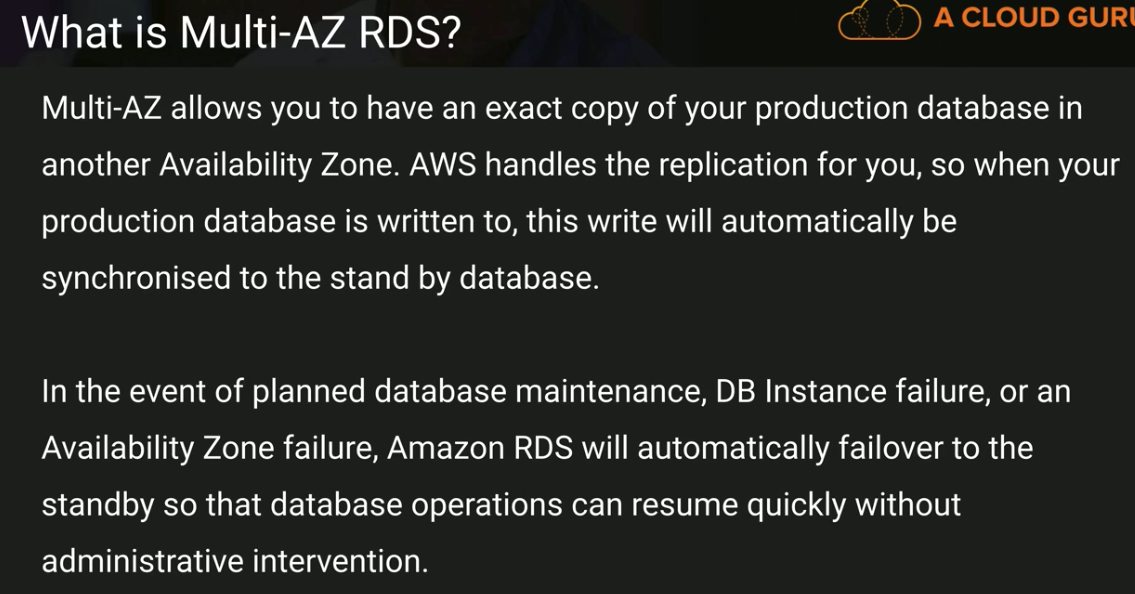 What is Multi-AZ RDS?
A CLOUD GURU
Multi-AZ allows you to have an exact copy of your production database in
another Availability Zone. AWS handles the replication for you, so when your
production database is written to, this write will automatically be
synchronised to the stand by database.
In the event of planned database maintenance, DB Instance failure, or an
Availability Zone failure, Amazon RDS will automatically failover to the
standby so that database operations can resume quickly without
administrative intervention.